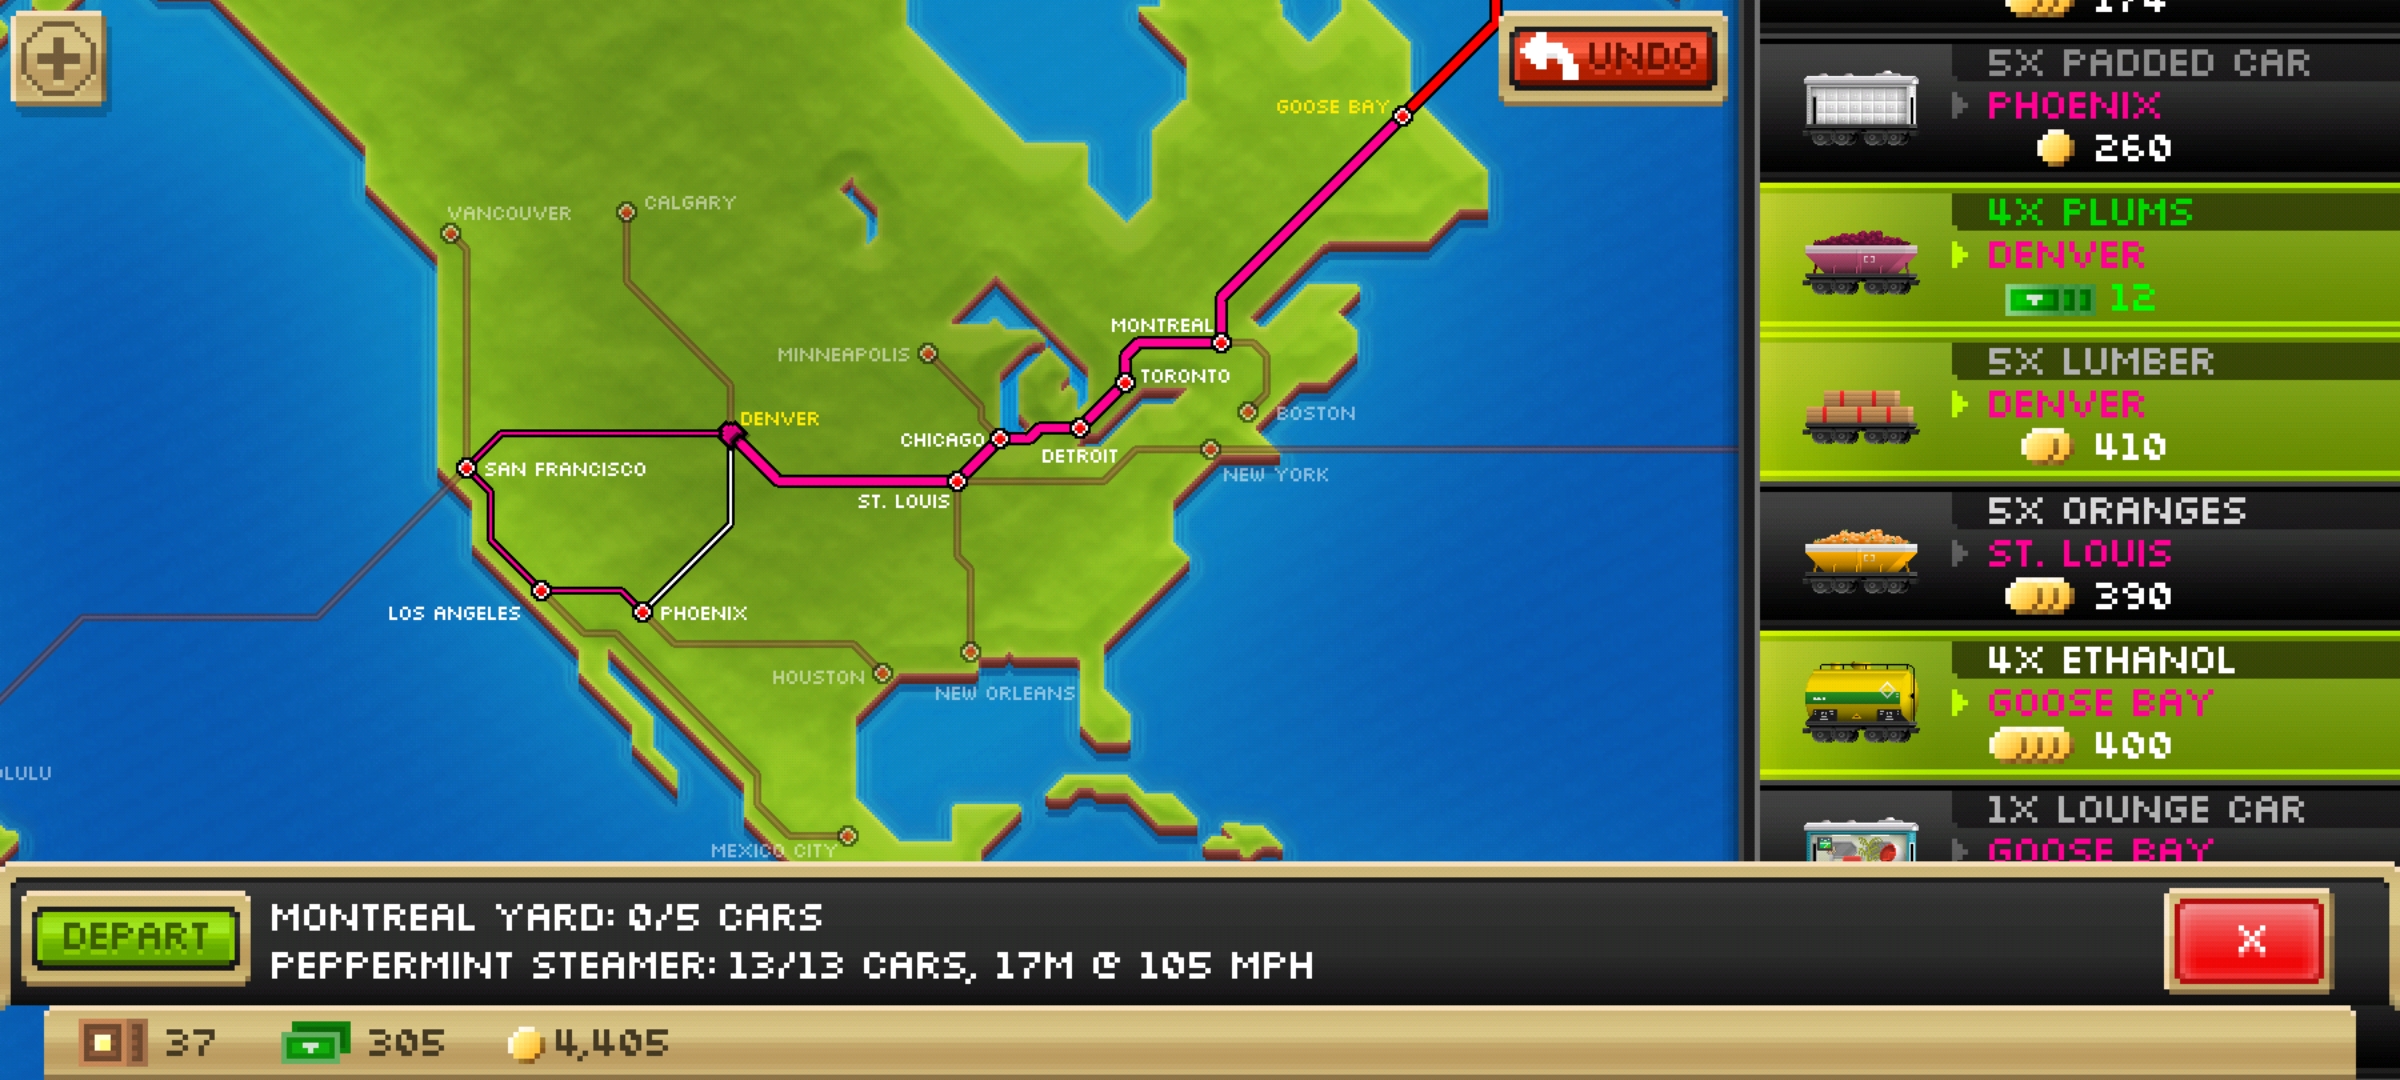 174
UNDO
5X PADDED CAR
PHOENIX
260
4X PLUMS
DENVER
12
5X LUMBER
DENVER
410
5X ORANGES
ST. LOUIS
390
4X ETHANOL
GOOSE BAY
400
1X LOUNGE CAR
GOOSE BAY
GOOSE BAY
VANCOUVER
CALGARY
MONTREAL
MINNEAPOLIS
TORONTO
DENVER
BOSTON
CHICAGO
DETROIT
SAN FRANCISCO
NEW YORK
ST. LOUIS
LOS ANGELES
PHOENIX
HOUSTON
NEW ORLEANS
LULU
MEXICO CITY
DEPART
MONTREAL YARD: 0/5 CARS
PEPPERMINT STEAMER: 13/13 CARS, 17M @ 105 MPH
X
37
305
4,405